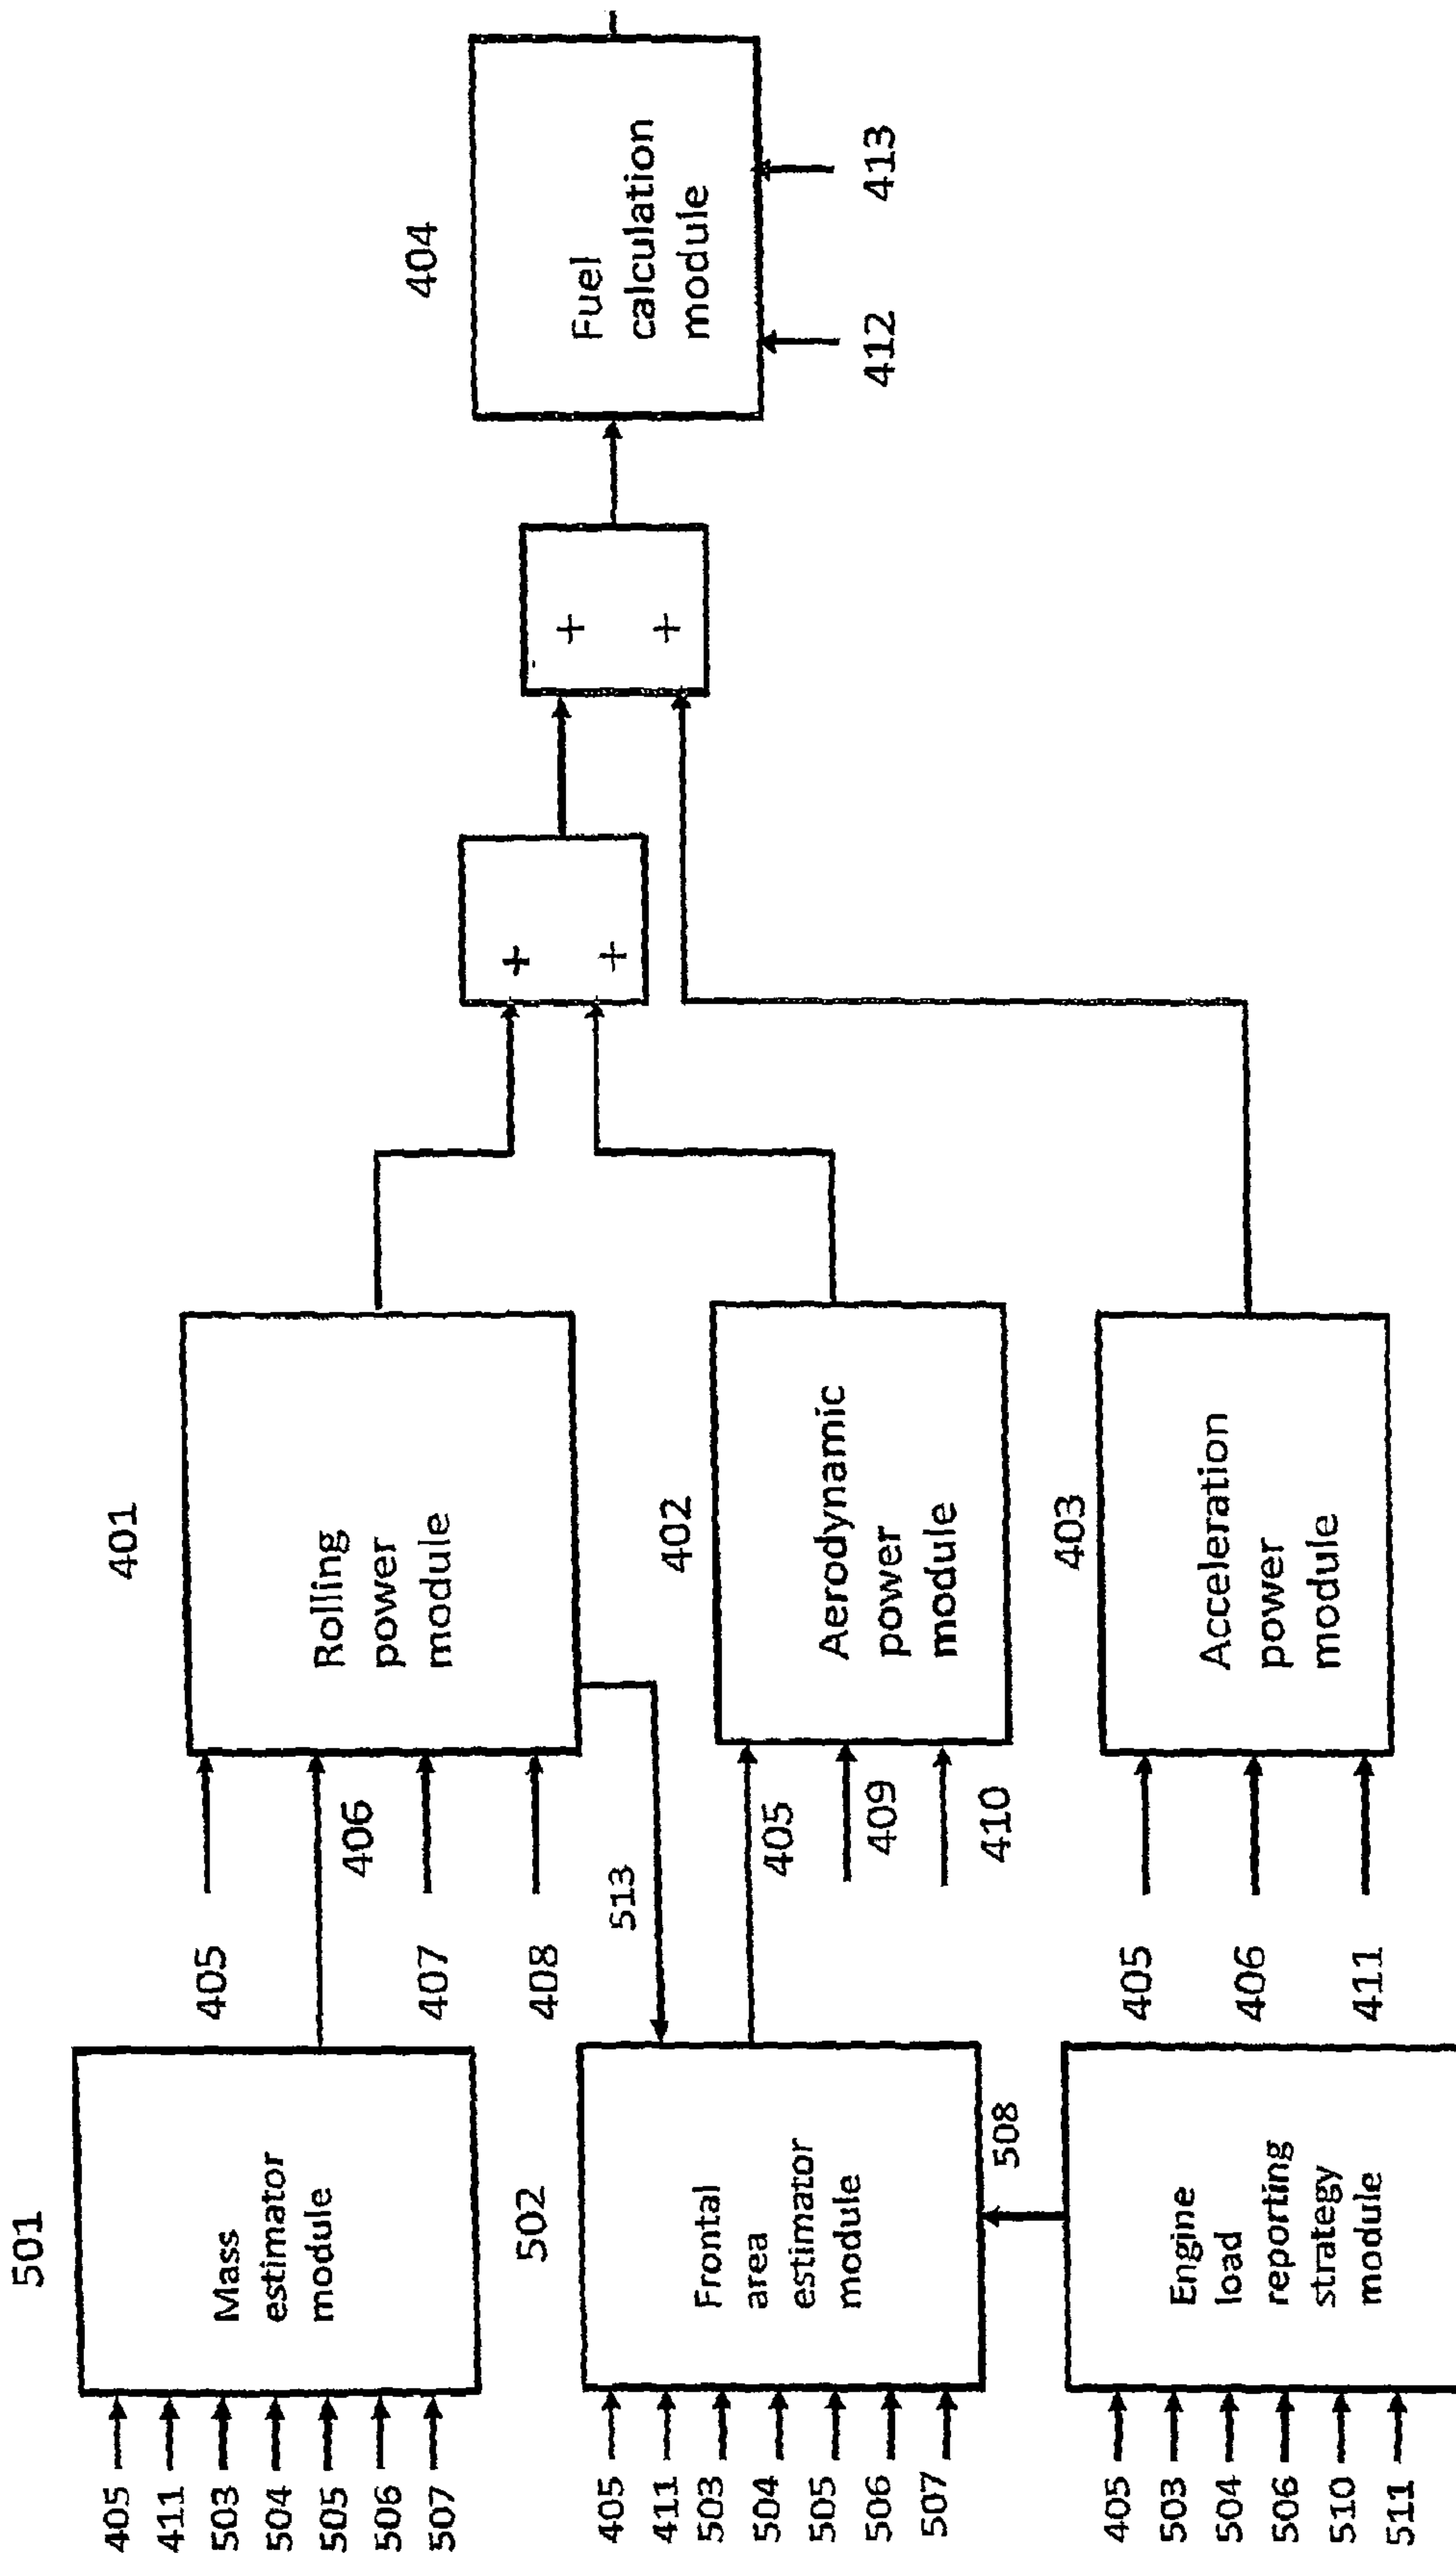 501
405
411
503
504
505
506
507
Mass
estimator
module
401
405
406
407
408
Rolling
power
module
513
502
405
411
503
504
505
506
507
Frontal
area
estimator
module
508
402
405
409
410
Aerodynamic
power
module
405
503
504
506
510
511
Engine
load
reporting
strategy
module
403
405
406
411
Acceleration
power
module
+
+
+
+
404
Fuel
calculation
module
412
413